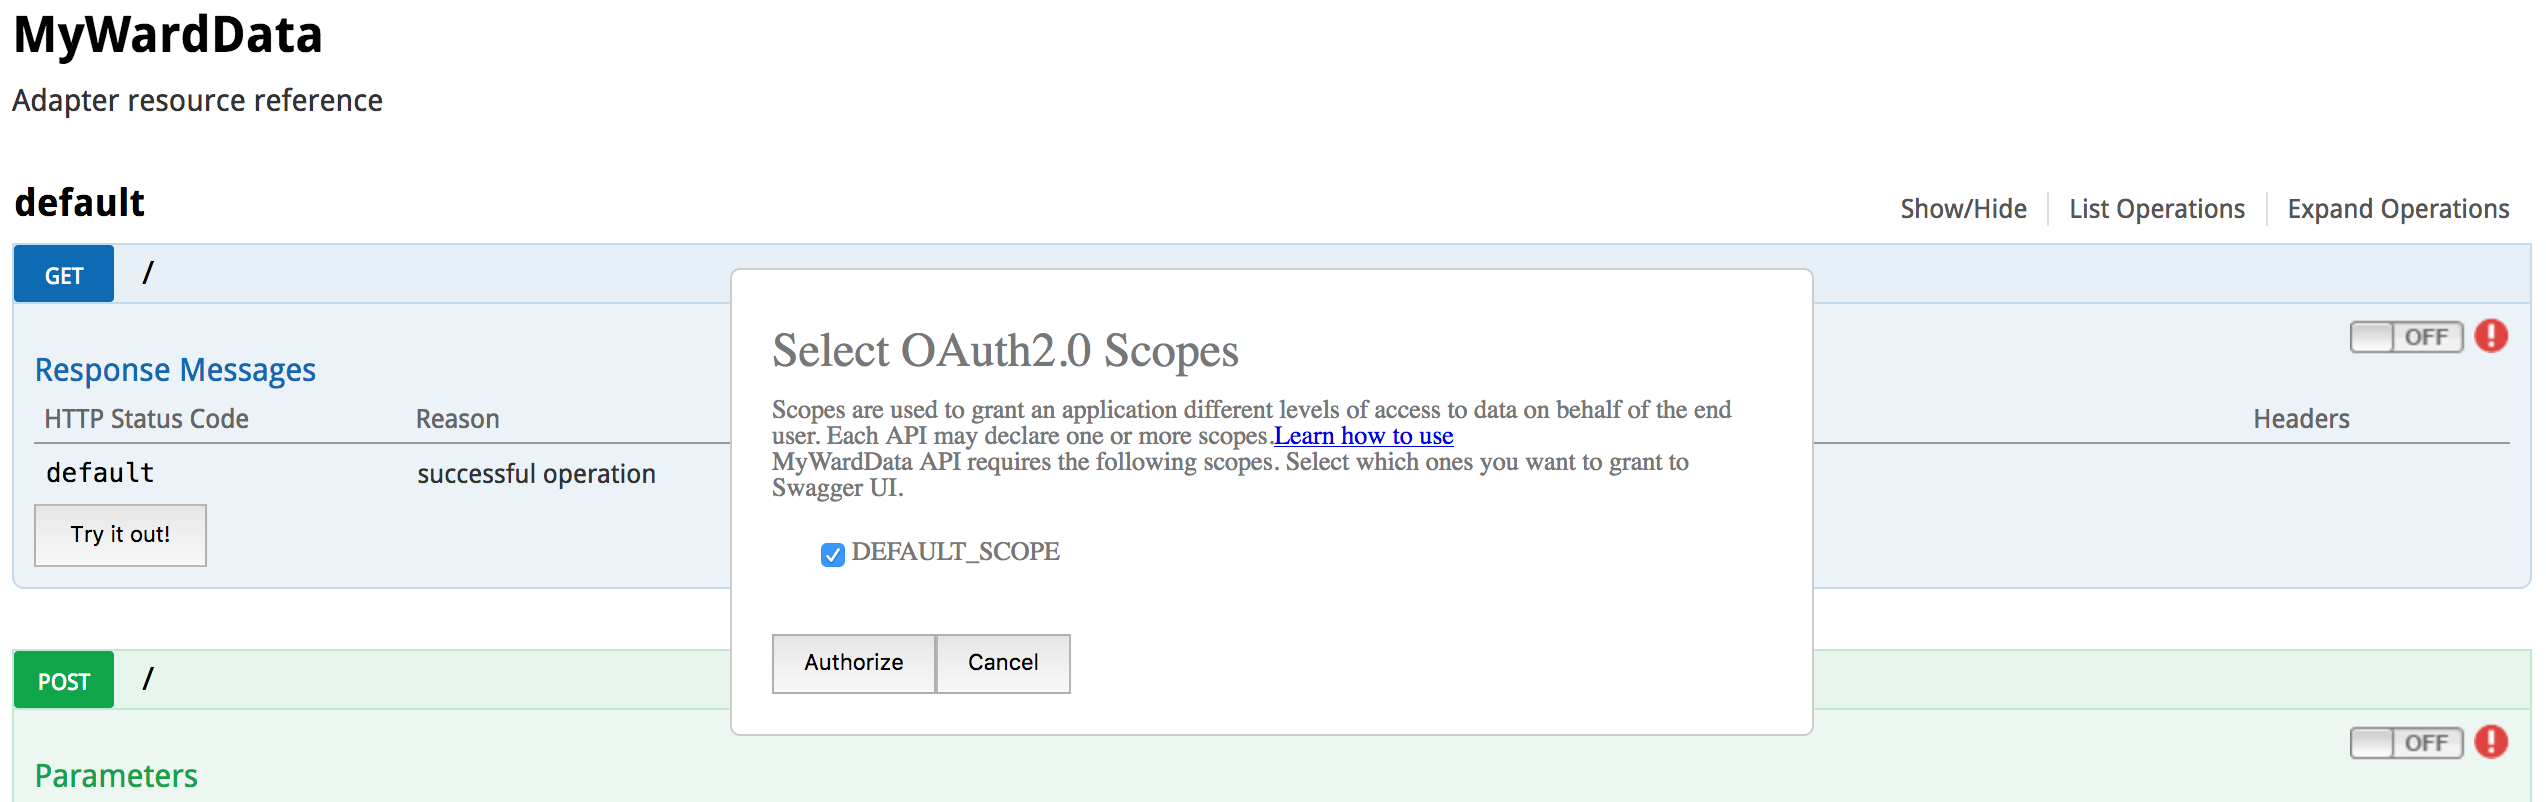 MyWardData
Adapter resource reference
default
Show/Hide
List Operations
Expand Operations
GET
/
OFF
Response Messages
HTTP Status Code
Reason
Headers
default
successful operation
Try it out!
Select OAuth2.0 Scopes
Scopes are used to grant an application different levels of access to data on behalf of the end
user. Each API may declare one or more scopes.Learn how to use
MyWardData API requires the following scopes. Select which ones you want to grant to
Swagger UI.
DEFAULT_SCOPE
Authorize
Cancel
POST
/
OFF
Parameters